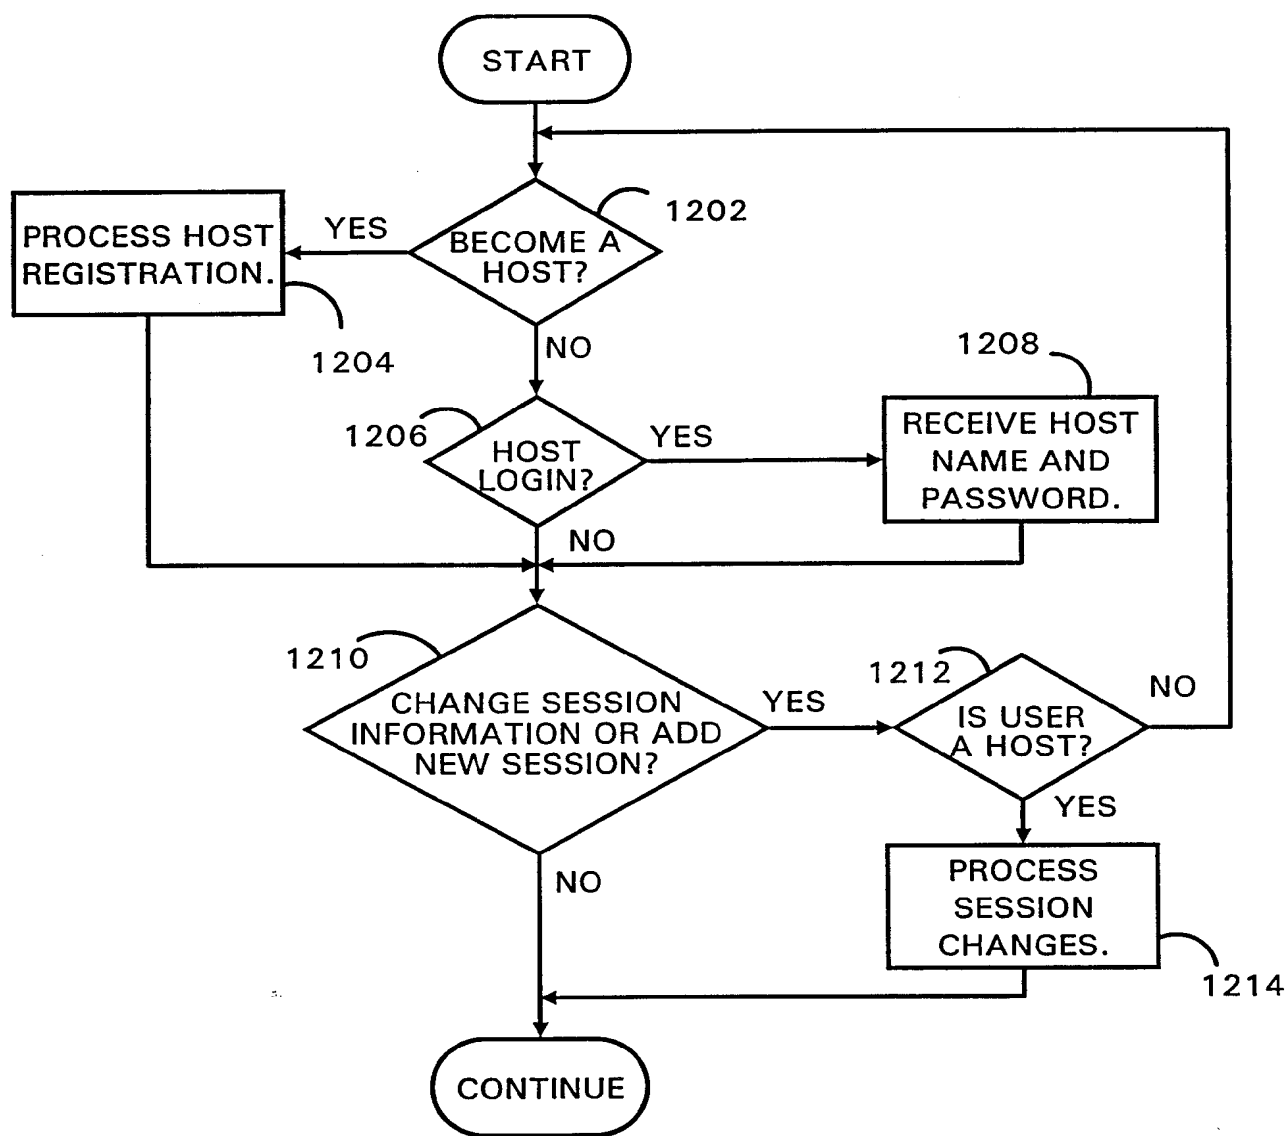 START
1202
PROCESS HOST
REGISTRATION.
YES
BECOME A
HOST?
1204
NO
1208
1206
HOST
LOGIN?
YES
RECEIVE HOST
NAME AND
PASSWORD.
NO
1210
CHANGE SESSION
INFORMATION OR ADD
NEW SESSION?
YES
1212
IS USER
A HOST?
NO
YES
NO
PROCESS
SESSION
CHANGES.
1214
CONTINUE